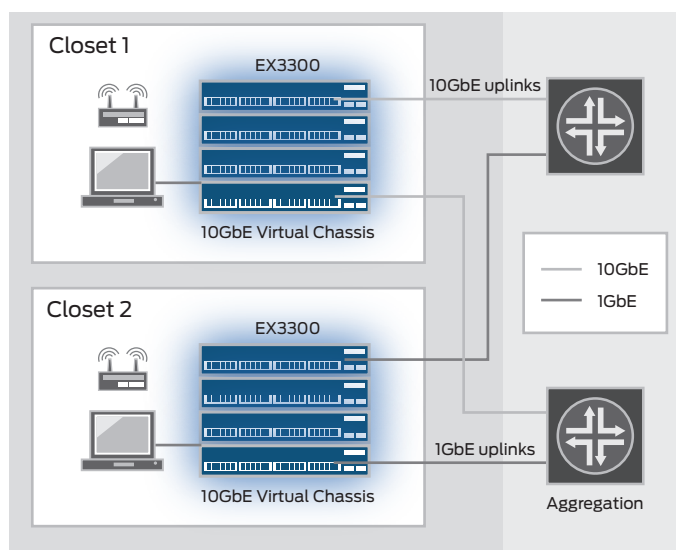 Closet 1
EX3300
10GbE uplinks
10GbE Virtual Chassis
10GbE
1GbE
Closet 2
EX3300
1GbE uplinks
10GbE Virtual Chassis
Aggregation